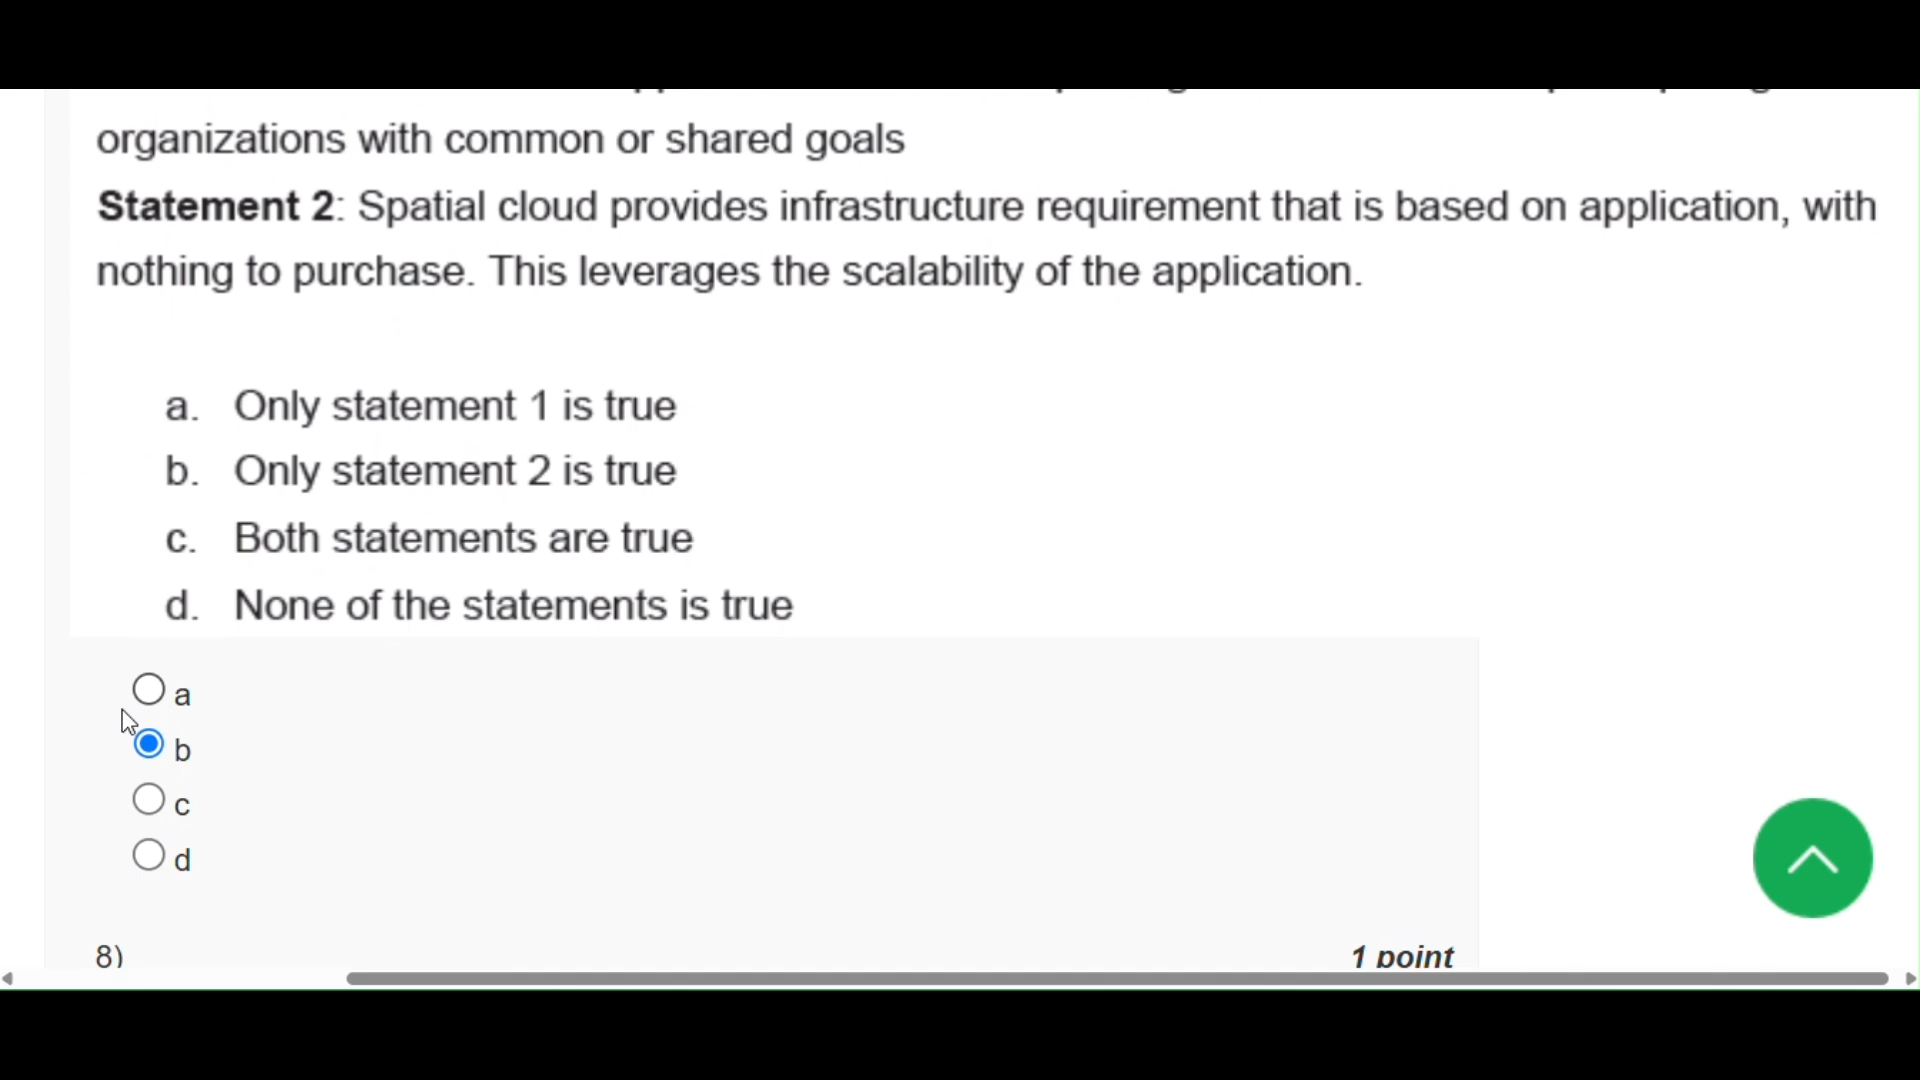 organizations with common or shared goals
Statement 2: Spatial cloud provides infrastructure requirement that is based on application, with
nothing to purchase. This leverages the scalability of the application.
a. Only statement 1 is true
b. Only statement 2 is true
c. Both statements are true
d. None of the statements is true
a
b
c
d
8) 1 point